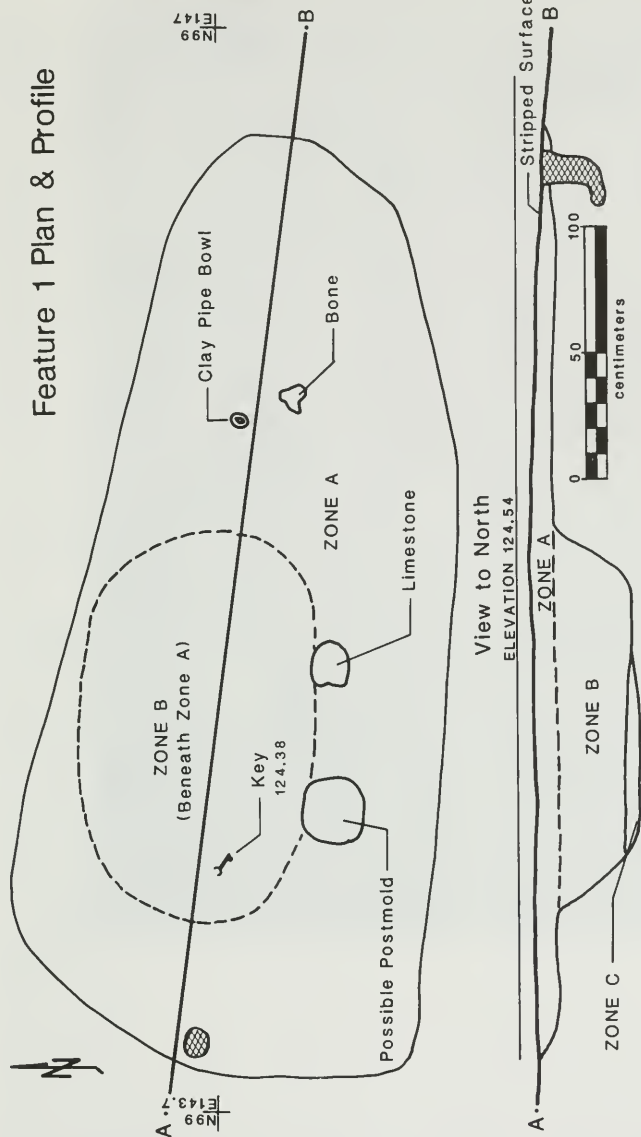 Feature 1 Plan & Profile
N99
E147
A
N99
E143.7
B
Clay Pipe Bowl
Bone
ZONE A
ZONE B
(Beneath Zone A)
Key
124.38
Limestone
Possible Postmold
View to North
ELEVATION 124.54
Stripped Surface
A
B
ZONE A
ZONE B
ZONE C
0
50
100
centimeters
N